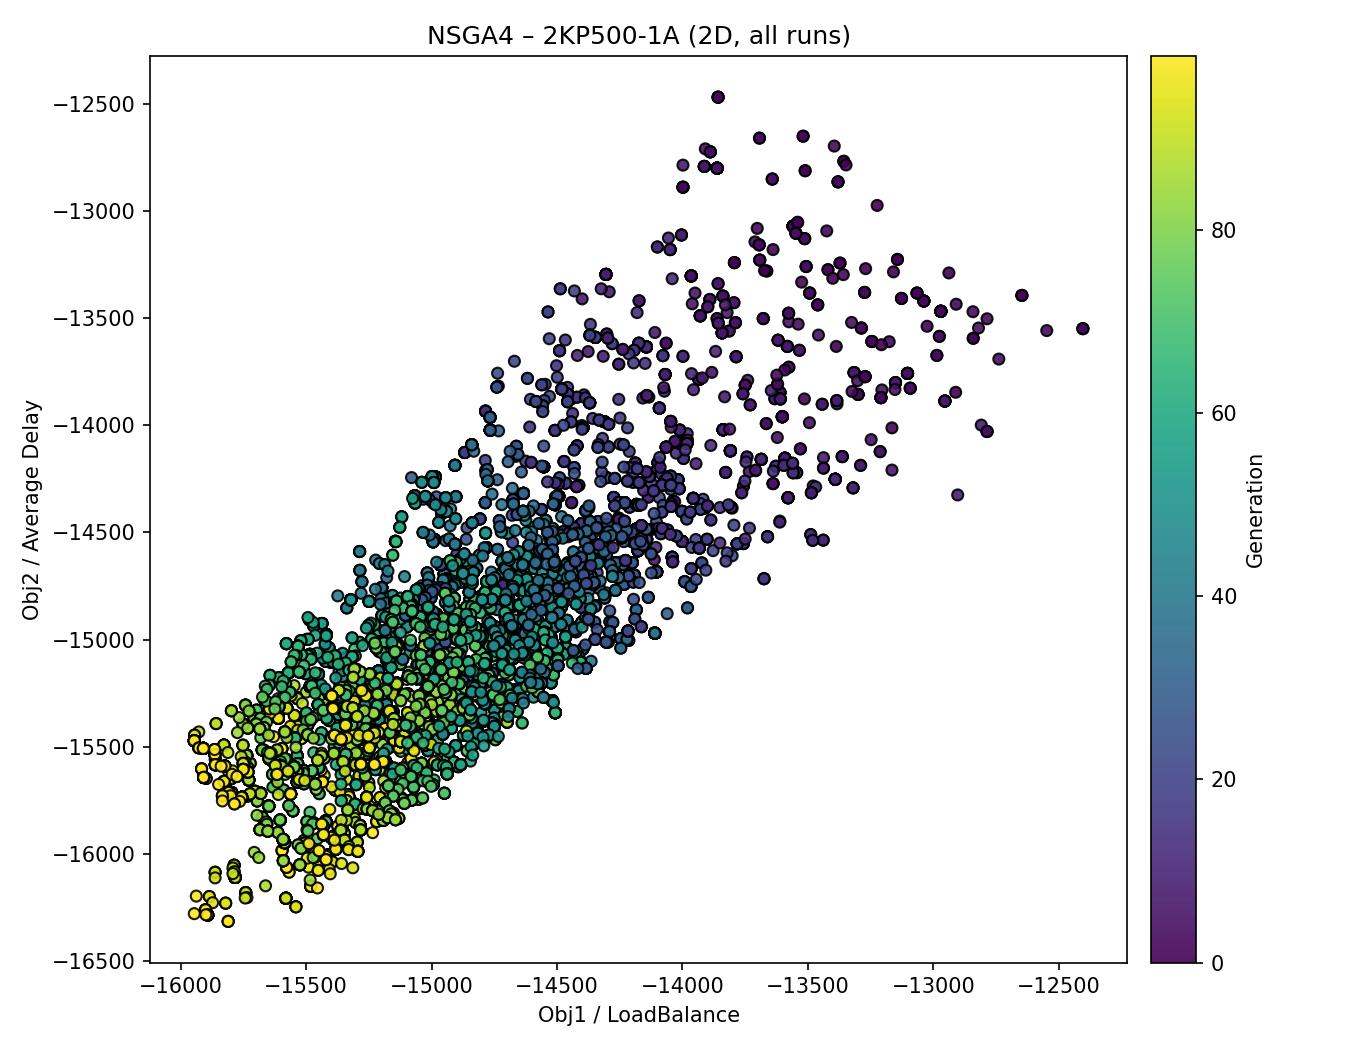 NSGA4 – 2KP500-1A (2D, all runs)
−12500
−13000
−13500
−14000
−14500
−15000
−15500
−16000
−16500
Obj2 / Average Delay
−16000 −15500 −15000 −14500 −14000 −13500 −13000 −12500
Obj1 / LoadBalance
80
60
40
20
0
Generation